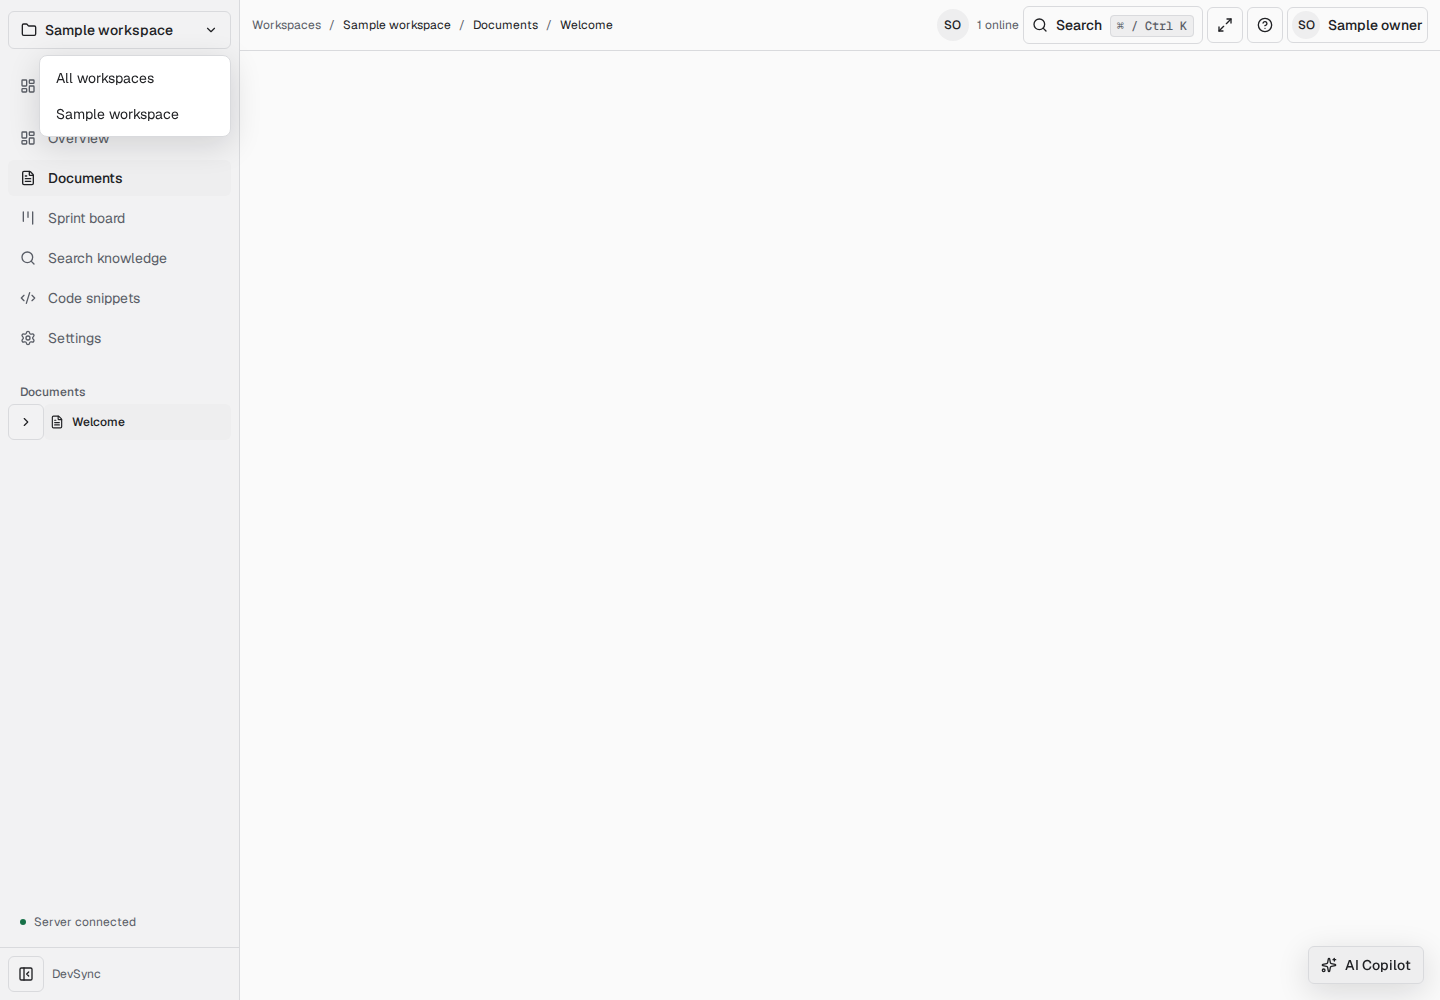 Sample workspace
All workspaces
Sample workspace
Overview
Documents
Sprint board
Search knowledge
Code snippets
Settings
Documents
Welcome
Server connected
DevSync
Workspaces / Sample workspace / Documents / Welcome
SO 1 online
Search ⌘ / Ctrl K
SO Sample owner
AI Copilot